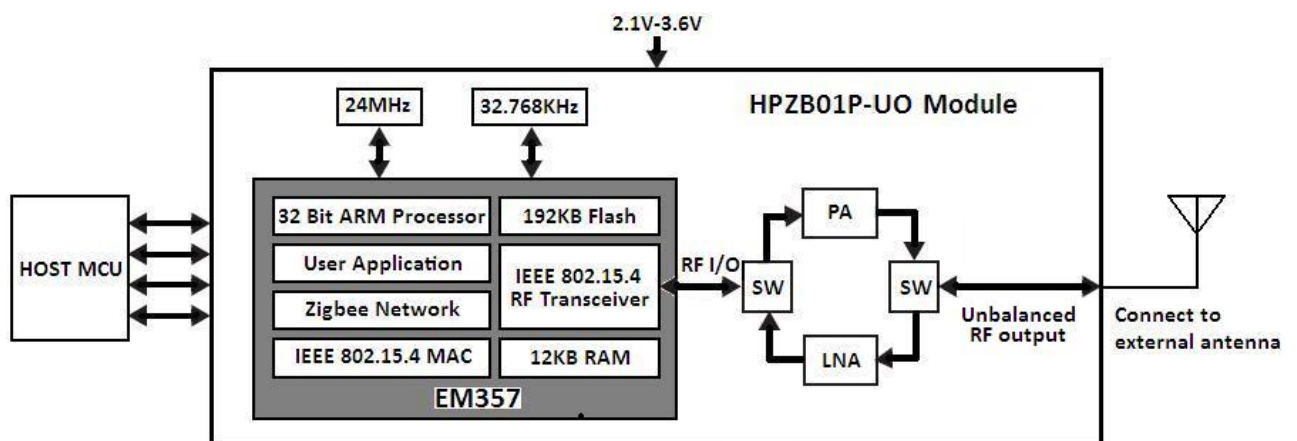 2.1V-3.6V
HPZB01P-UO Module
24MHz
32.768KHz
HOST MCU
32 Bit ARM Processor
192KB Flash
User Application
IEEE 802.15.4
RF Transceiver
Zigbee Network
IEEE 802.15.4 MAC
12KB RAM
EM357
RF I/O
SW
PA
LNA
SW
Unbalanced
RF output
Connect to
external antenna